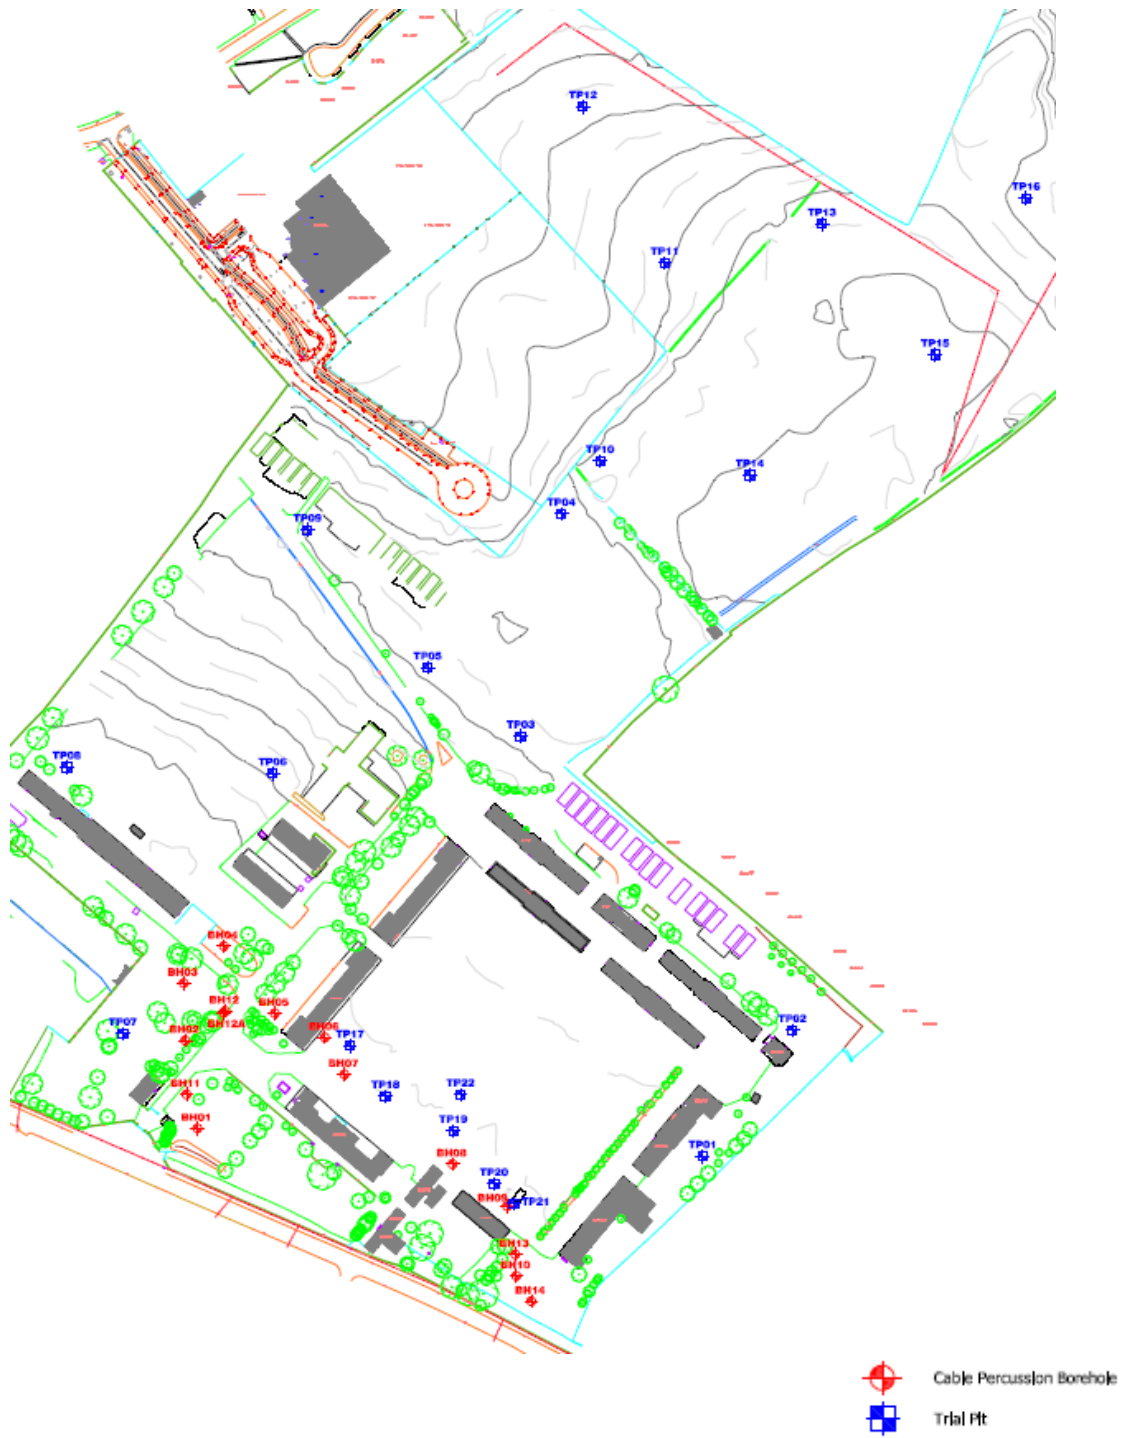 TP12
TP16
TP13
TP11
TP15
TP10
TP14
TP04
TP09
TP05
TP03
TP08
TP06
BH04
BH03
BH12
BH05
BH12A
TP02
TP07
BH02
BH06
TP17
BH07
BH11
TP18
TP22
BH01
TP19
TP01
BH08
TP20
BH09
TP21
BH13
BH10
BH14
Cable Percussion Borehole
Trial Pit